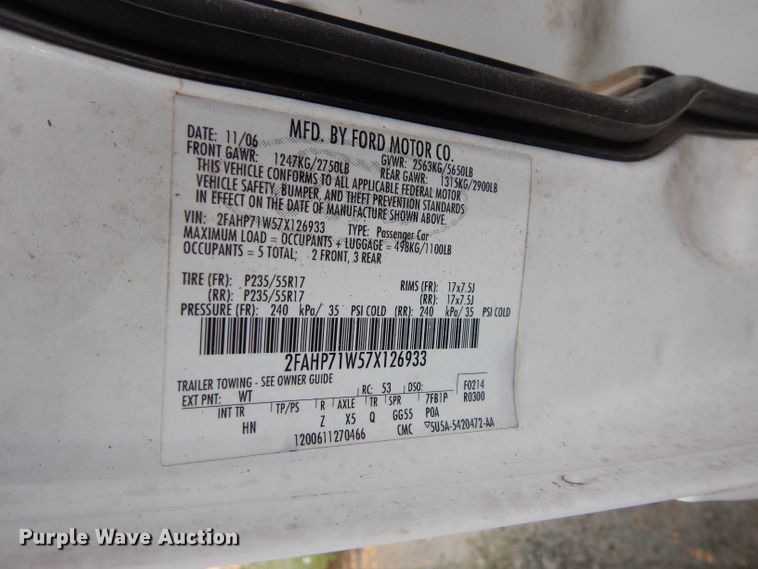 MFD. BY FORD MOTOR CO.
DATE: 11/06 GVWR: 2563KG/5650LB
FRONT GAWR: 1247KG/2750LB REAR GAWR: 1315KG/2900LB
THIS VEHICLE CONFORMS TO ALL APPLICABLE FEDERAL MOTOR
VEHICLE SAFETY, BUMPER, AND THEFT PREVENTION STANDARDS
IN EFFECT ON THE DATE OF MANUFACTURE SHOWN ABOVE.
VIN: 2FAHP71W57X126933 TYPE: Passenger Car
MAXIMUM LOAD = OCCUPANTS + LUGGAGE = 498KG/1100LB
OCCUPANTS = 5 TOTAL; 2 FRONT, 3 REAR
TIRE (FR): P235/55R17 RIMS (FR): 17x7.5J
(RR): P235/55R17 (RR): 17x7.5J
PRESSURE (FR): 240 kPa/ 35 PSI COLD (RR): 240 kPa/ 35 PSI COLD
2FAHP71W57X126933
TRAILER TOWING - SEE OWNER GUIDE
EXT PNT: WT RC: 53 DSO: F0214
INT TR TP/PS R AXLE TR SPR 7FB1P R0300
HN Z X5 Q GG55 POA
1200611270466 CMC ▽5U5A-5420472-AA
Purple Wave Auction